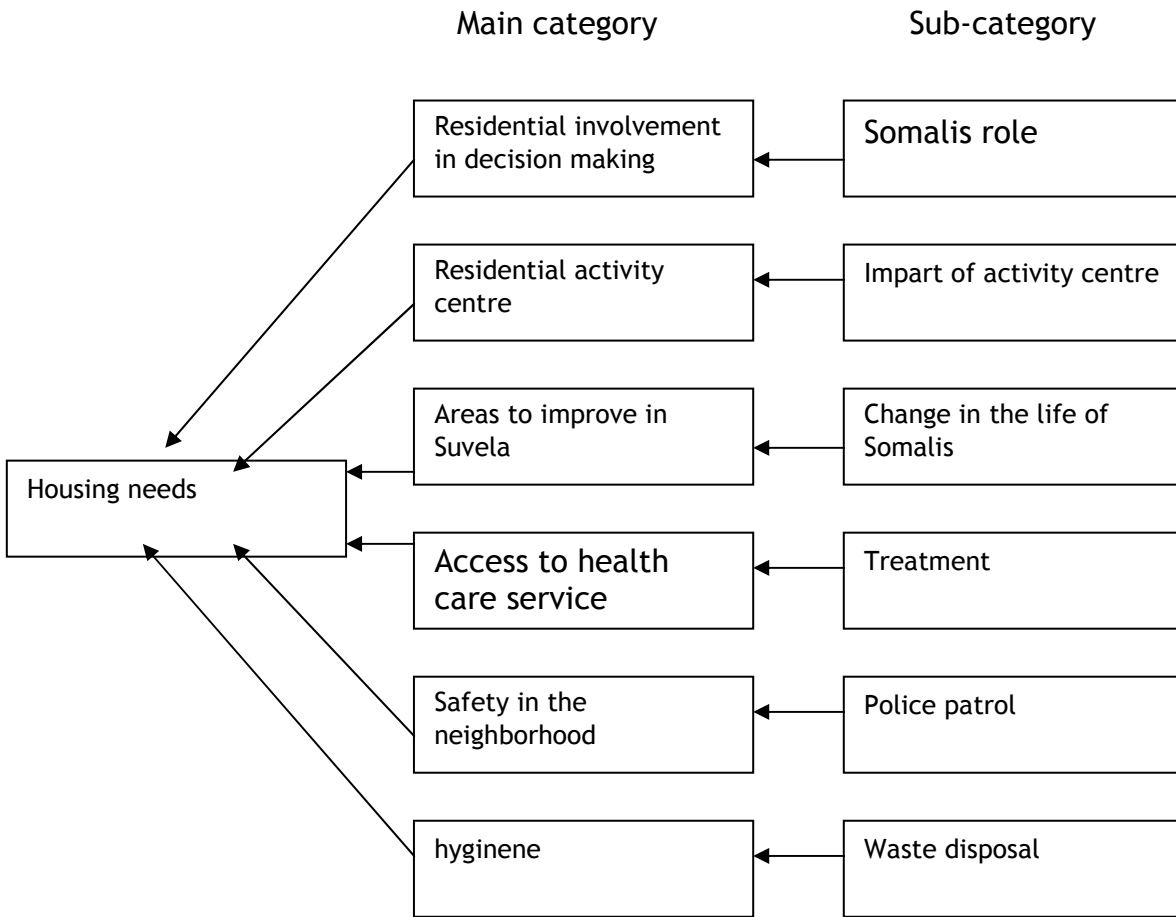 Main category
Sub-category
Residential involvement
in decision making
Somalis role
Residential activity
centre
Impart of activity centre
Areas to improve in
Suvela
Change in the life of
Somalis
Housing needs
Access to health
care service
Treatment
Safety in the
neighborhood
Police patrol
hyginene
Waste disposal